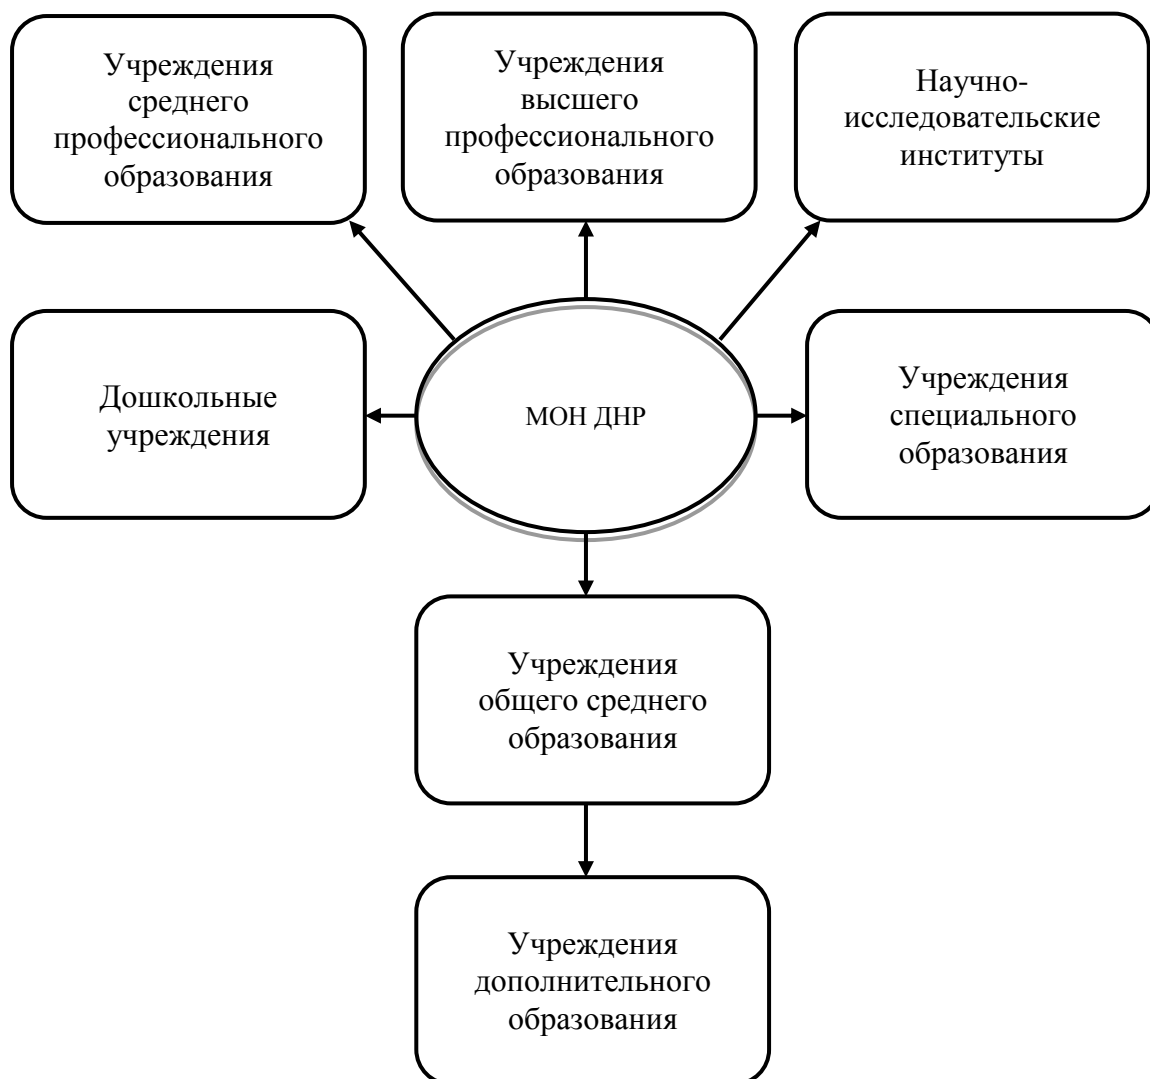 Учреждения
среднего
профессионального
образования
Учреждения
высшего
профессионального
образования
Научно-
исследовательские
институты
Дошкольные
учреждения
МОН ДНР
Учреждения
специального
образования
Учреждения
общего среднего
образования
Учреждения
дополнительного
образования